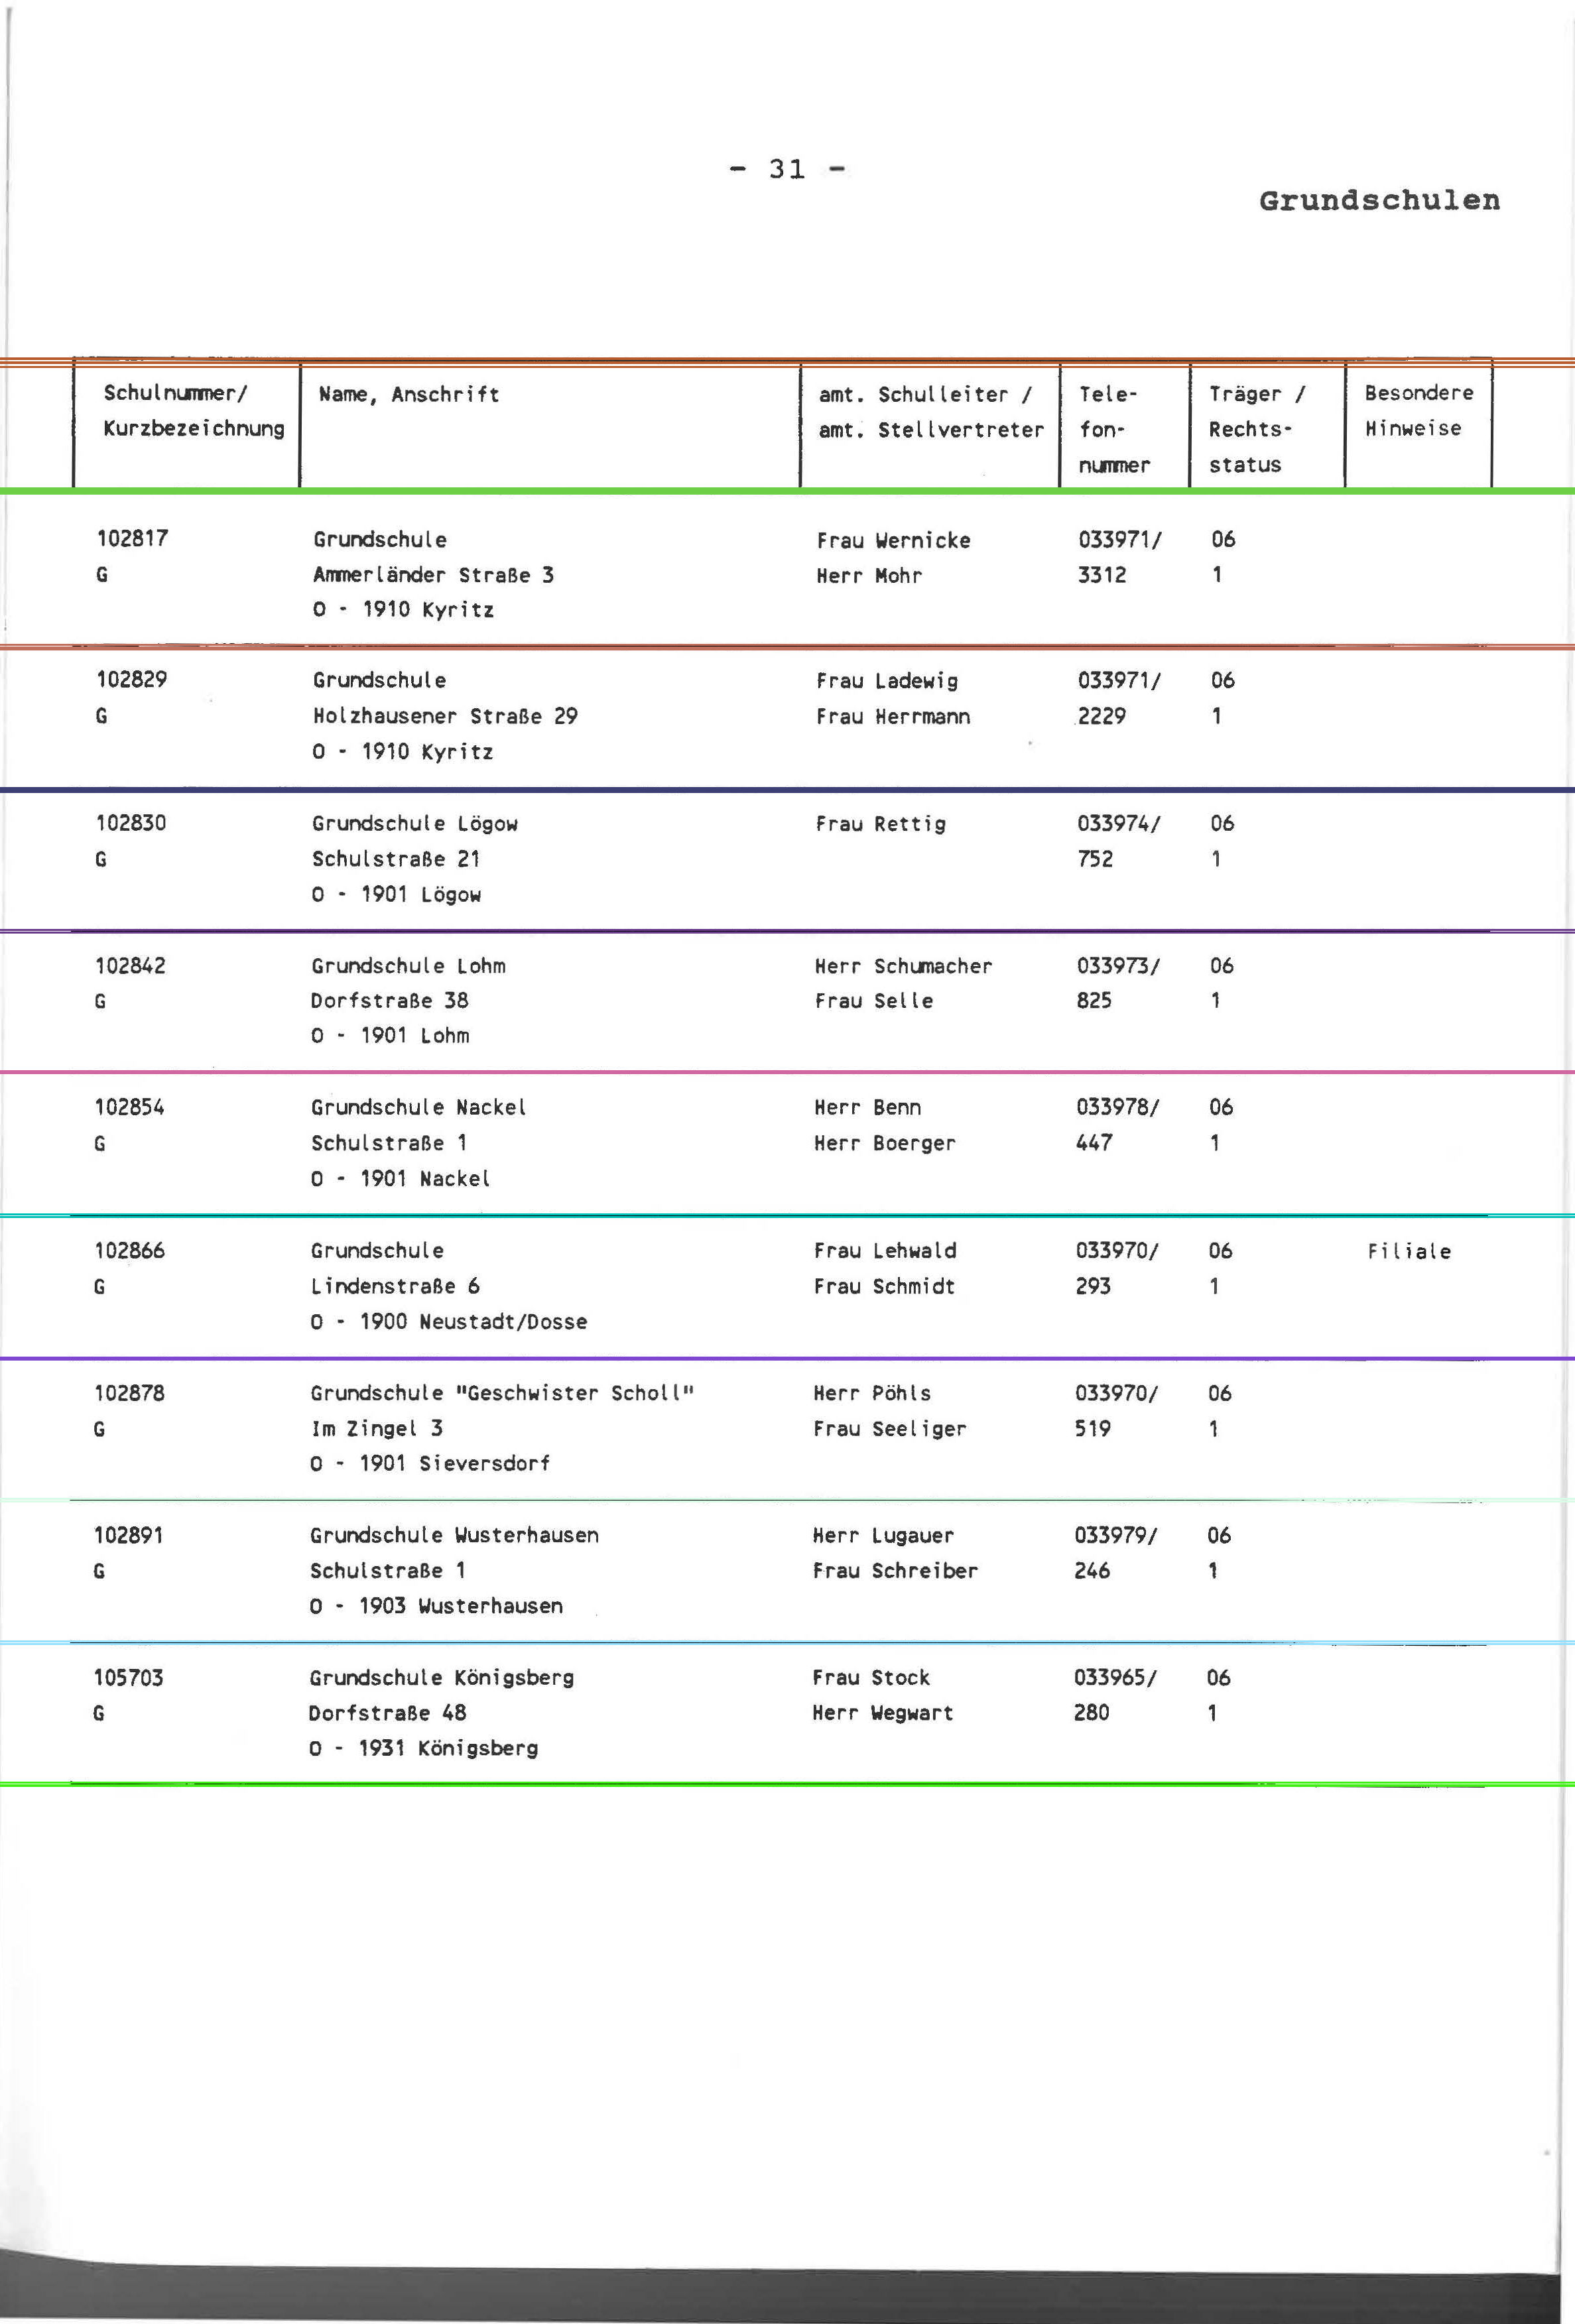 - 31 -
Grundschulen
Schulnummer/ Name, Anschrift amt. Schulleiter / Tele- Träger / Besondere
Kurzbezeichnung amt. Stellvertreter fon- Rechts- Hinweise
nummer status
102817 Grundschule Frau Wernicke 033971/ 06
G Ammerländer Straße 3 Herr Mohr 3312 1
O - 1910 Kyritz
102829 Grundschule Frau Ladewig 033971/ 06
G Holzhausener Straße 29 Frau Herrmann 2229 1
O - 1910 Kyritz
102830 Grundschule Lögow Frau Rettig 033974/ 06
G Schulstraße 21 752 1
O - 1901 Lögow
102842 Grundschule Lohm Herr Schumacher 033973/ 06
G Dorfstraße 38 Frau Selle 825 1
O - 1901 Lohm
102854 Grundschule Nackel Herr Benn 033978/ 06
G Schulstraße 1 Herr Boerger 447 1
O - 1901 Nackel
102866 Grundschule Frau Lehwald 033970/ 06 Filiale
G Lindenstraße 6 Frau Schmidt 293 1
O - 1900 Neustadt/Dosse
102878 Grundschule "Geschwister Scholl" Herr Pöhls 033970/ 06
G Im Zingel 3 Frau Seeliger 519 1
O - 1901 Sieversdorf
102891 Grundschule Wusterhausen Herr Lugauer 033979/ 06
G Schulstraße 1 Frau Schreiber 246 1
O - 1903 Wusterhausen
105703 Grundschule Königsberg Frau Stock 033965/ 06
G Dorfstraße 48 Herr Wegwart 280 1
O - 1931 Königsberg